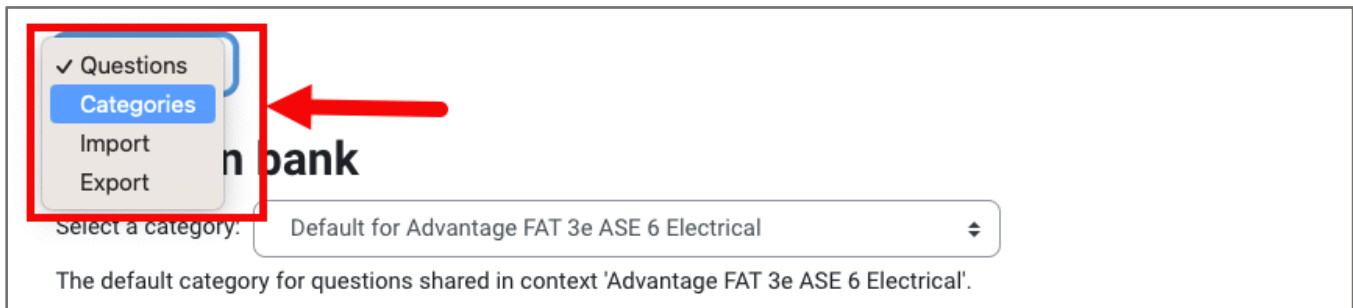 ✓ Questions
Categories
Import
Export
n bank
Select a category:
Default for Advantage FAT 3e ASE 6 Electrical
The default category for questions shared in context 'Advantage FAT 3e ASE 6 Electrical'.